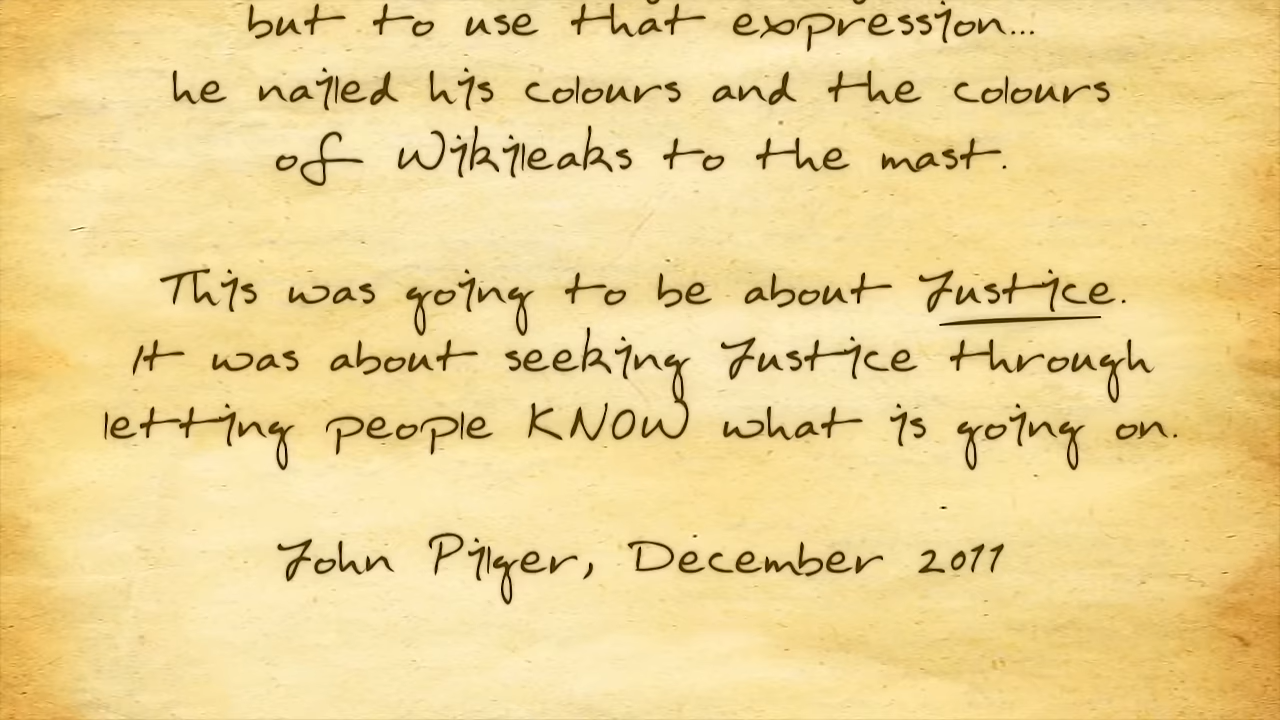 but to use that expression...
he nailed his colours and the colours
of Wikileaks to the mast.
This was going to be about Justice.
It was about seeking Justice through
letting people KNOW what is going on.
John Pilger, December 2011